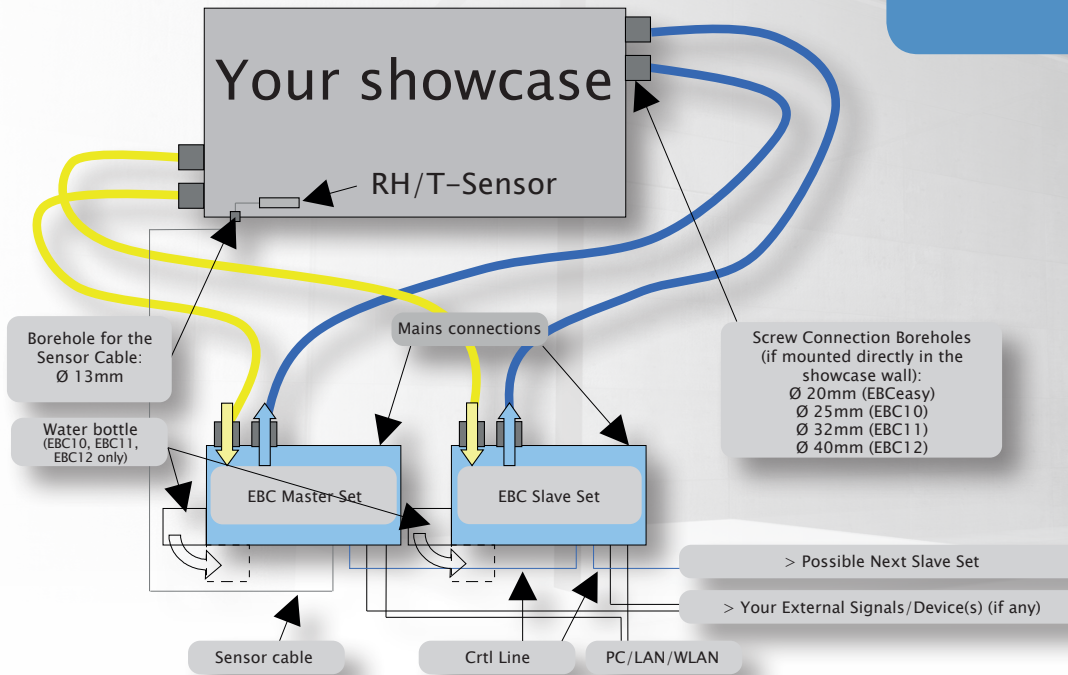 Your showcase
RH/T-Sensor
Borehole for the
Sensor Cable:
Ø 13mm
Mains connections
Screw Connection Boreholes
(if mounted directly in the
showcase wall):
Ø 20mm (EBCeasy)
Ø 25mm (EBC10)
Ø 32mm (EBC11)
Ø 40mm (EBC12)
Water bottle
(EBC10, EBC11,
EBC12 only)
EBC Master Set
EBC Slave Set
> Possible Next Slave Set
> Your External Signals/Device(s) (if any)
Sensor cable
Crtl Line
PC/LAN/WLAN